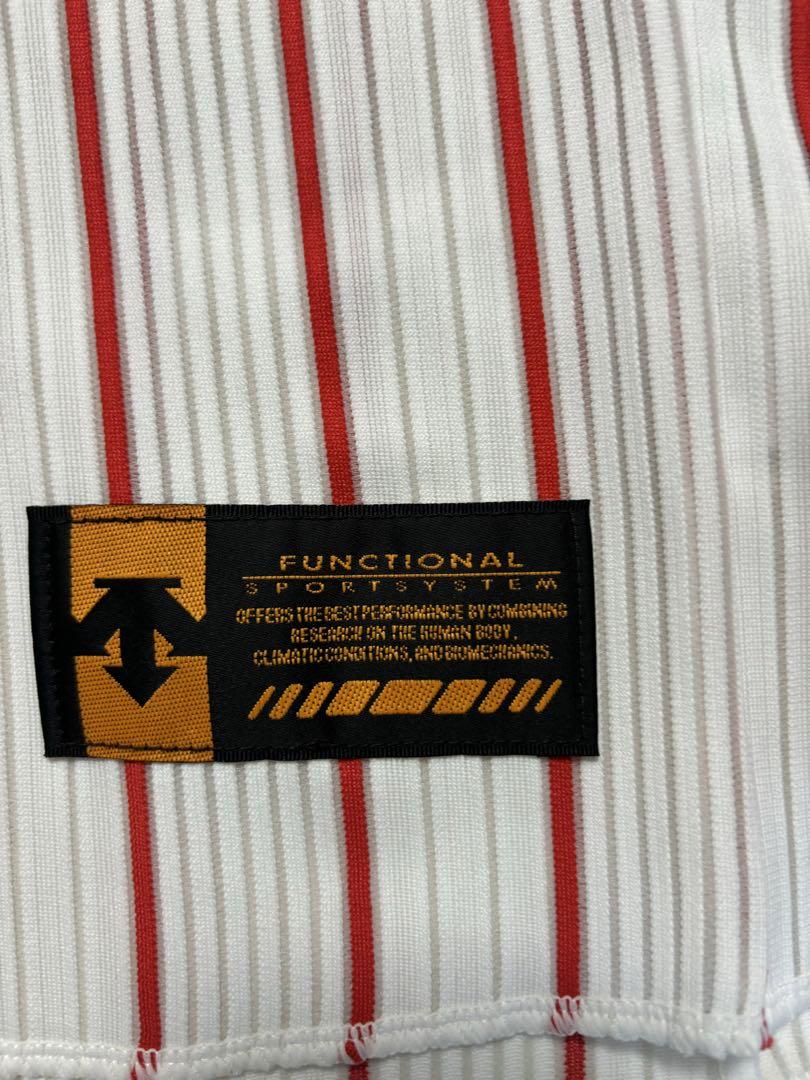 FUNCTIONAL
SPORTSYSTEM
OFFERS THE BEST PERFORMANCE BY COMBINING
RESEARCH ON THE HUMAN BODY,
CLIMATIC CONDITIONS, AND BIOMECHANICS.